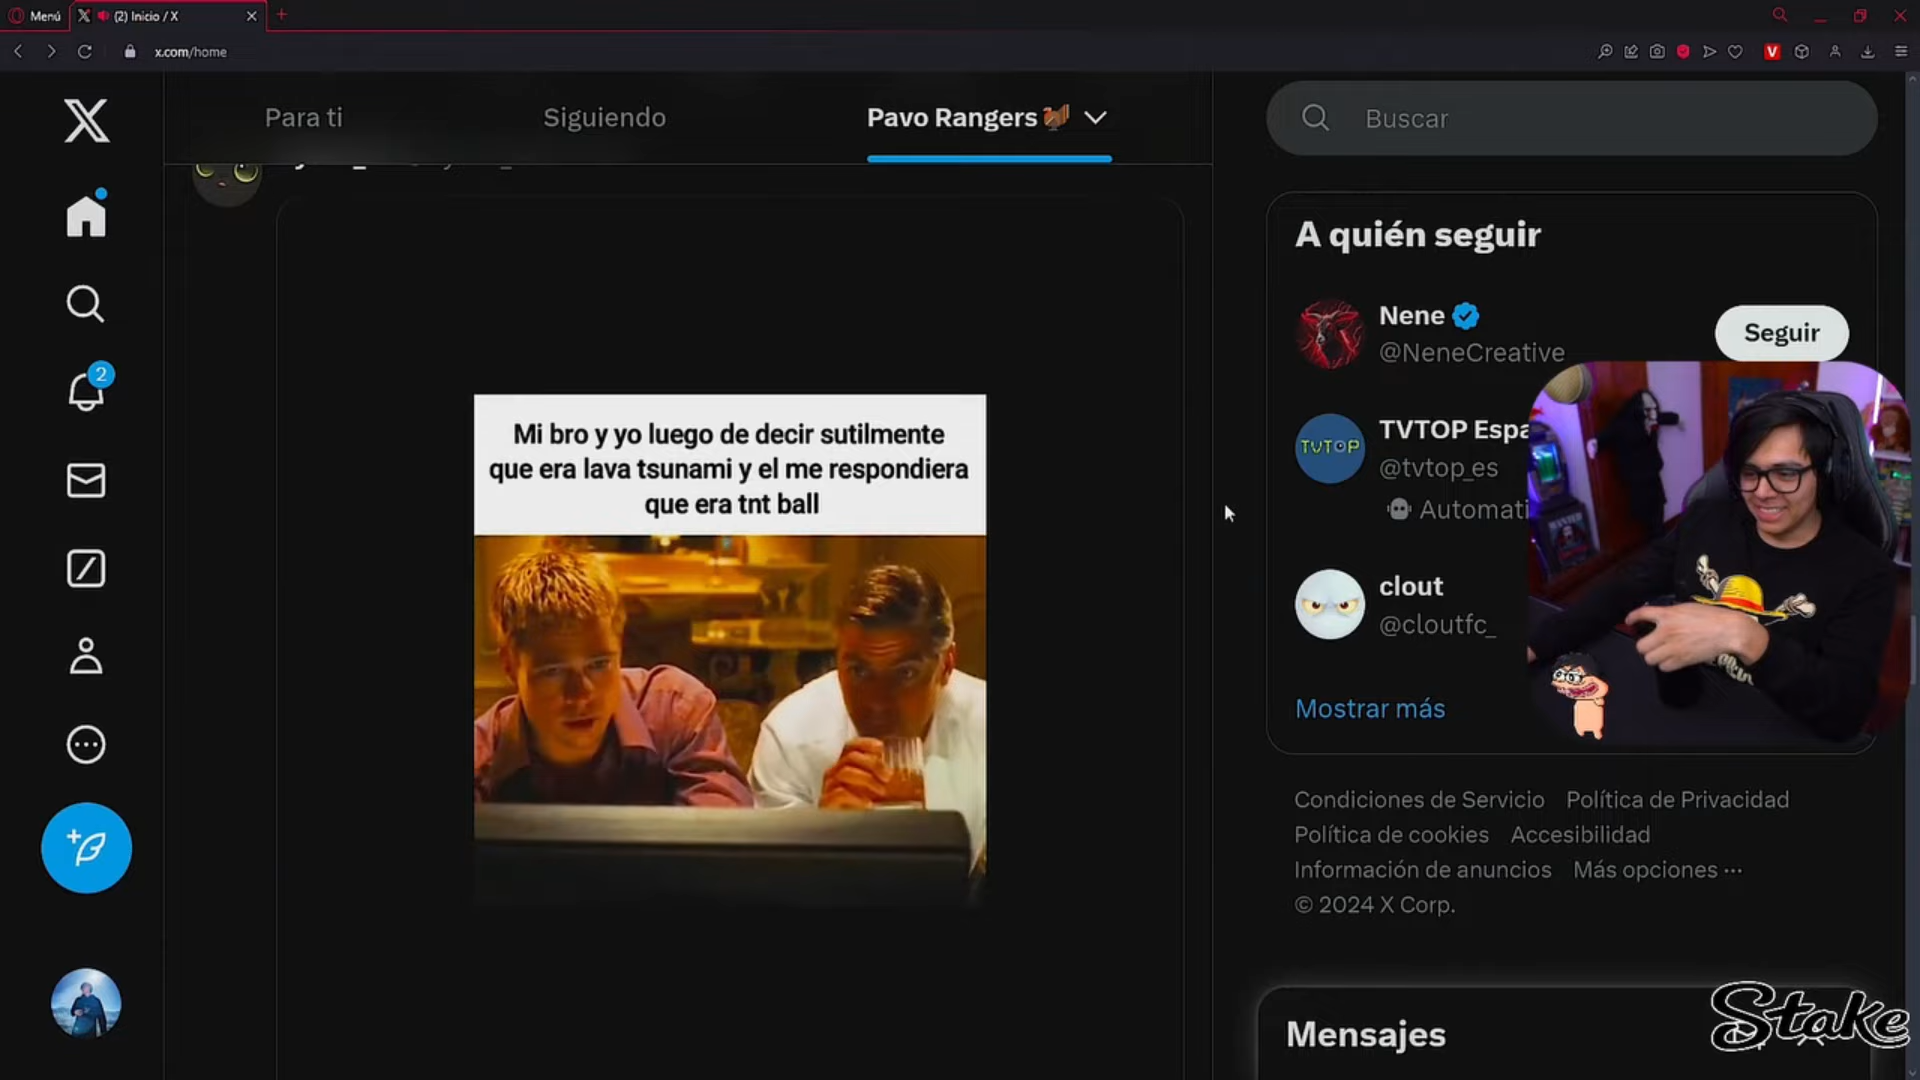 Menú
(2) Inicio / X
x.com/home
Para ti
Siguiendo
Pavo Rangers
Buscar
A quién seguir
Nene
@NeneCreative
Seguir
2
Mi bro y yo luego de decir sutilmente
que era lava tsunami y el me respondiera
que era tnt ball
TVTOP
TVTOP Espa
@tvtop_es
Automati
clout
@cloutfc_
Mostrar más
Condiciones de Servicio Política de Privacidad
Política de cookies Accesibilidad
Información de anuncios Más opciones ···
© 2024 X Corp.
Mensajes
Stake